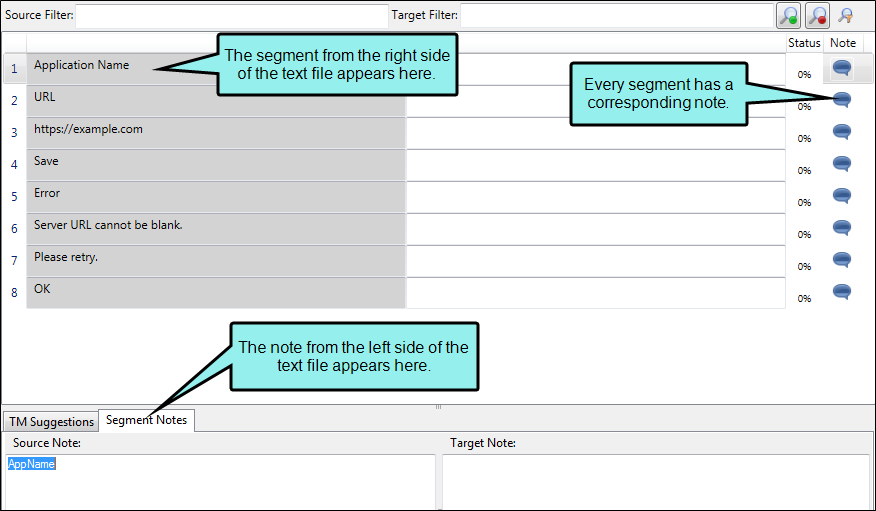 Source Filter: Target Filter:
Status Note
The segment from the right side
of the text file appears here.
1 Application Name 0%
Every segment has a
corresponding note.
2 URL 0%
3 https://example.com 0%
4 Save 0%
5 Error 0%
6 Server URL cannot be blank. 0%
7 Please retry. 0%
8 OK 0%
The note from the left side of the
text file appears here.
TM Suggestions Segment Notes
Source Note: Target Note:
AppName